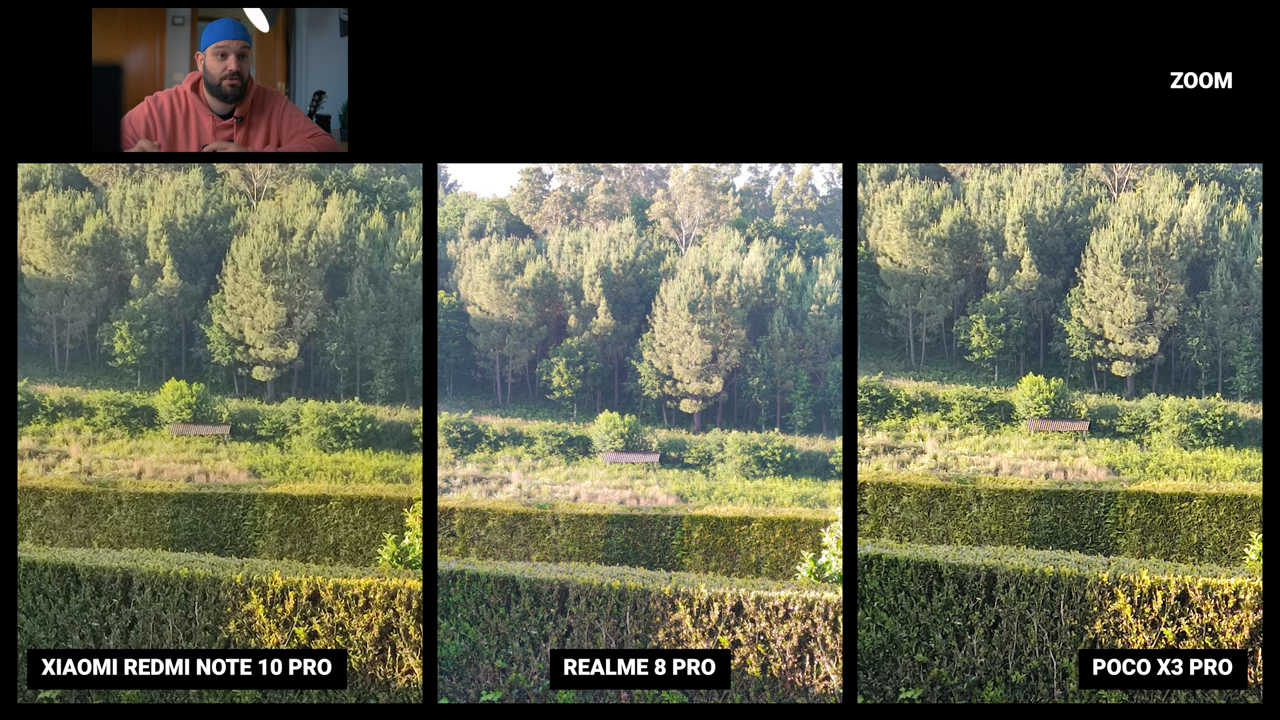 ZOOM
XIAOMI REDMI NOTE 10 PRO
REALME 8 PRO
POCO X3 PRO